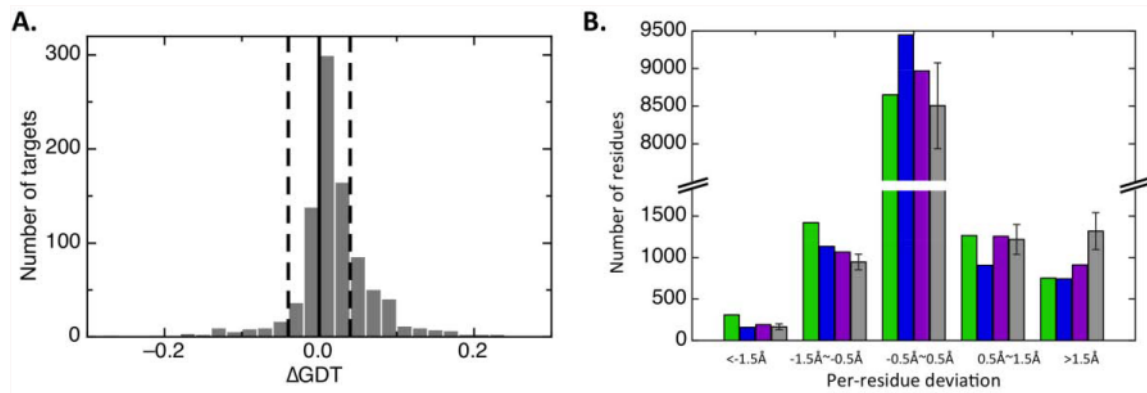 A.
Number of targets
300
200
100
0
−0.2
0.0
0.2
ΔGDT
B.
Number of residues
9500
9000
8500
8000
1500
1000
500
0
<-1.5Å
-1.5Å~-0.5Å
-0.5Å~0.5Å
0.5Å~1.5Å
>1.5Å
Per-residue deviation